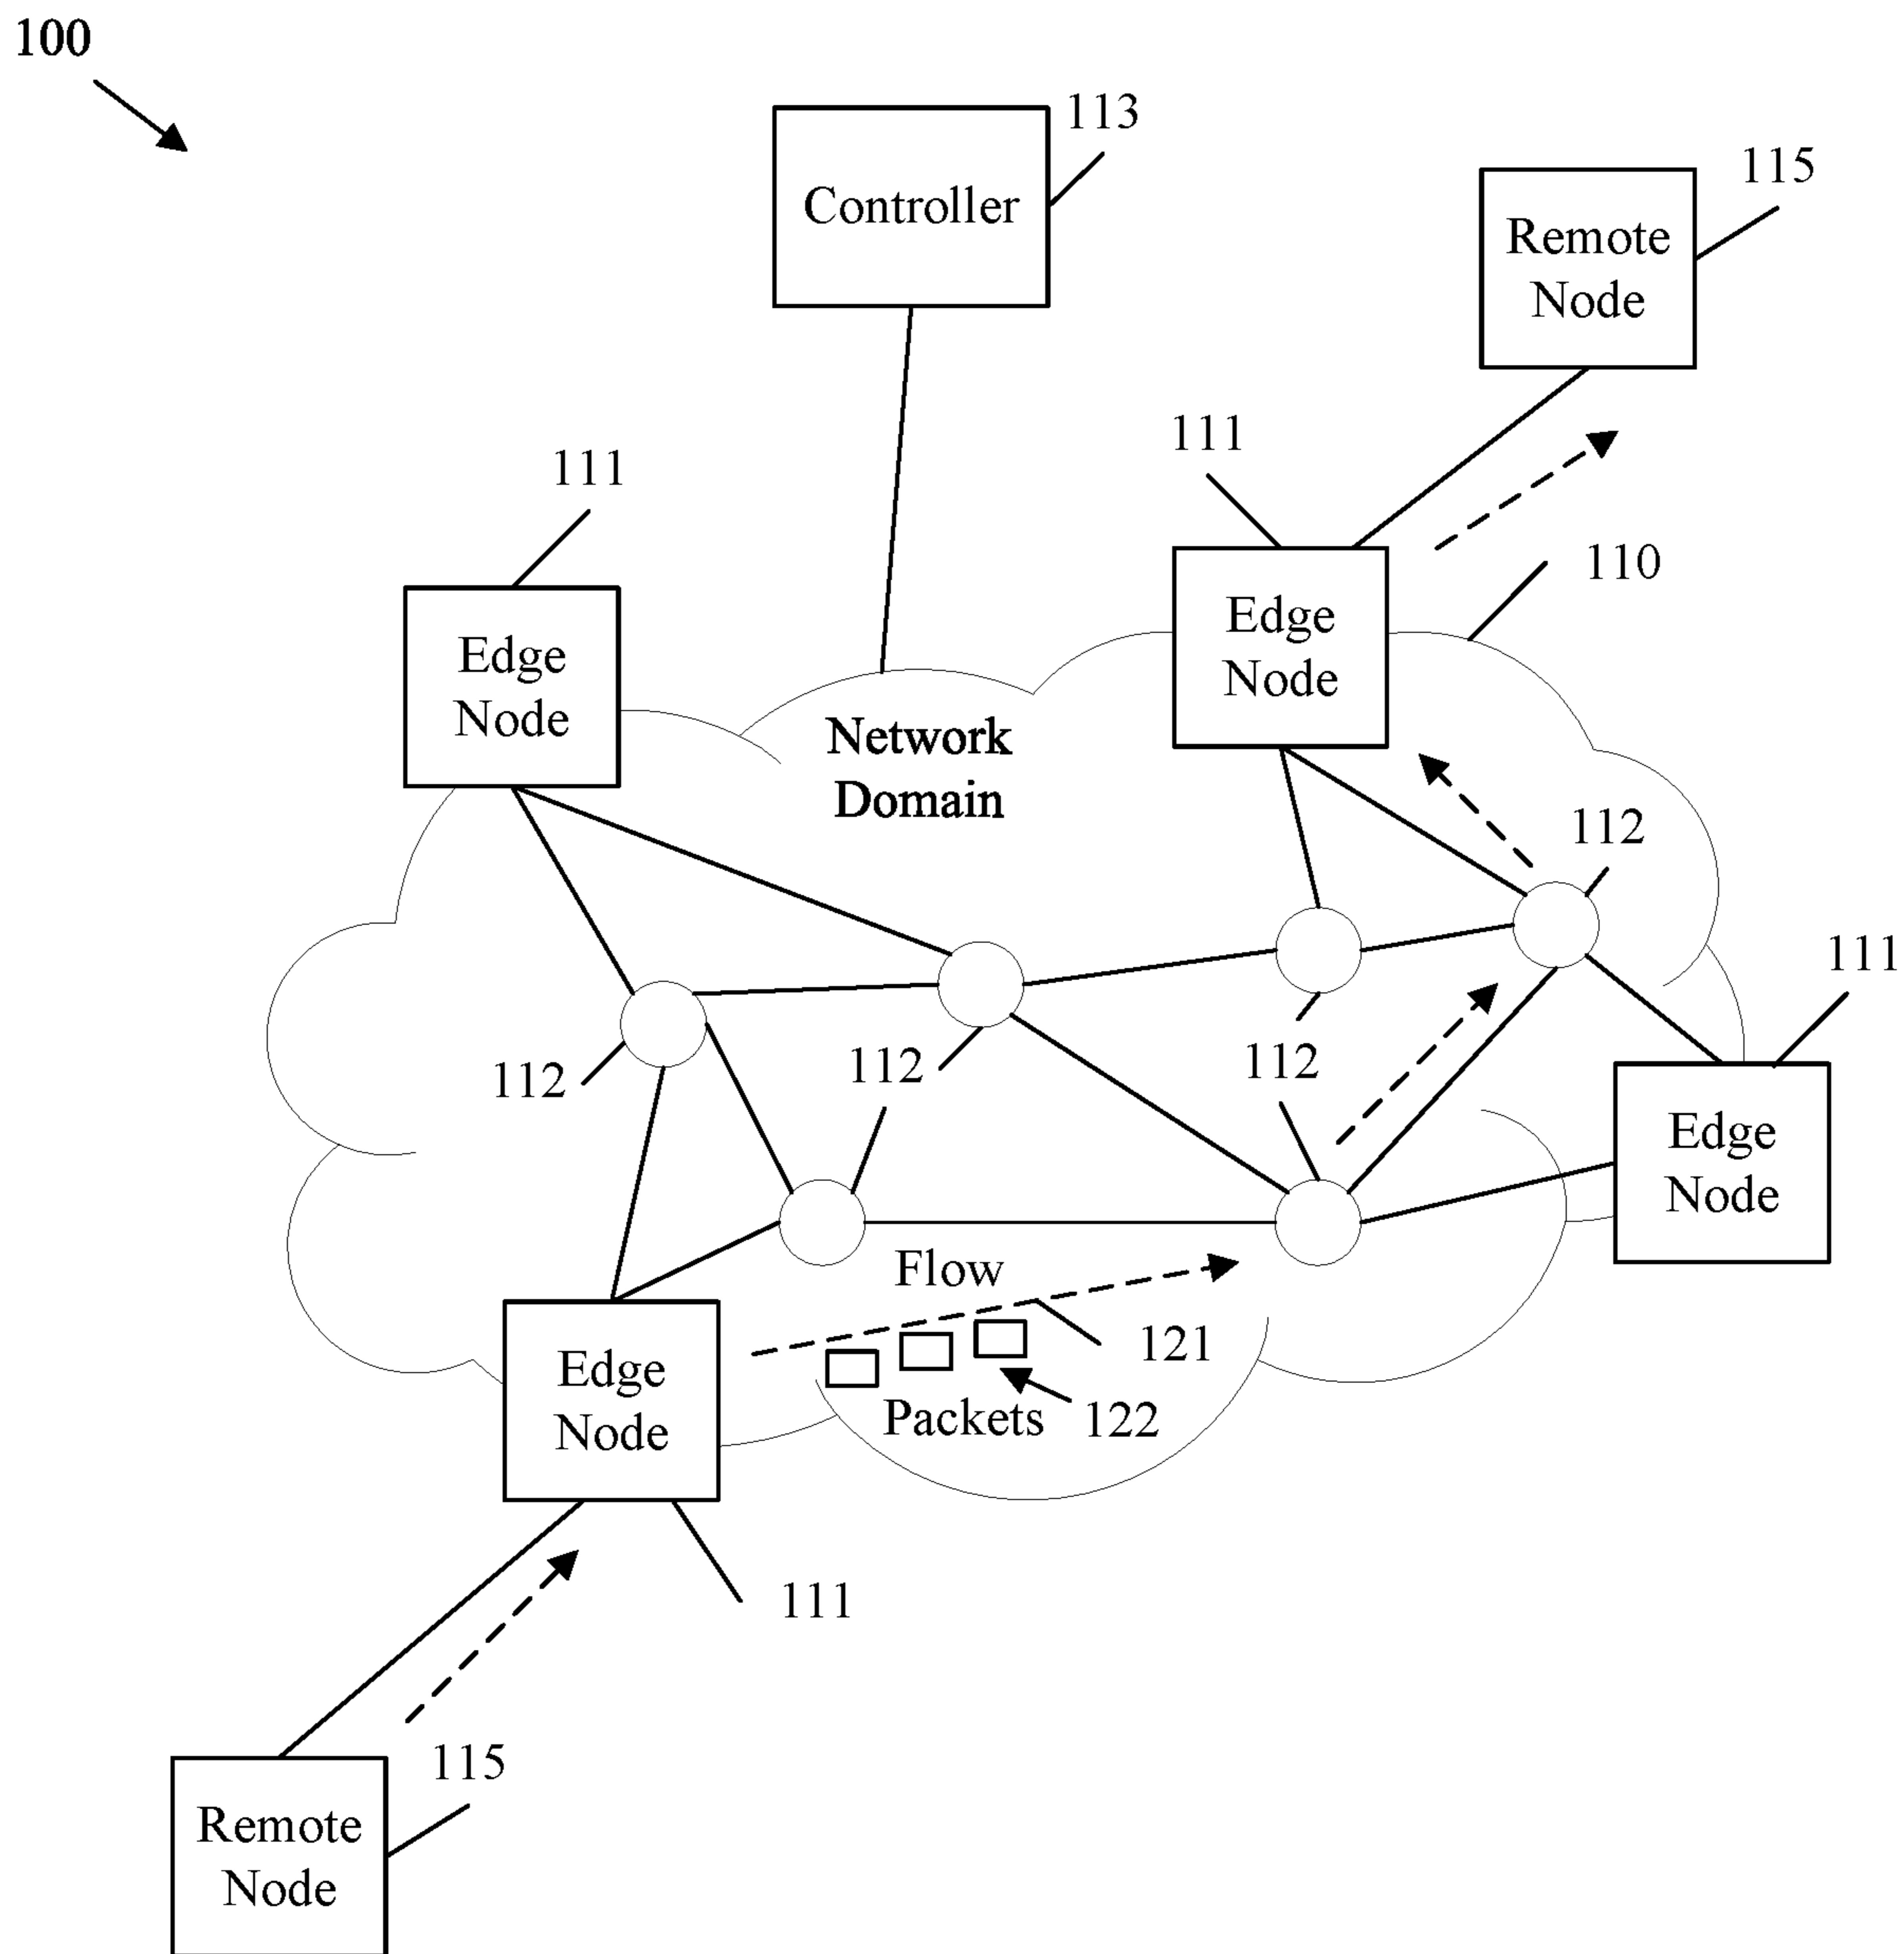 100
113
Controller
115
Remote
Node
111
111
110
Edge
Node
Edge
Node
Network
Domain
112
111
112
112
112
Edge
Node
Flow
121
Packets
122
Edge
Node
111
115
Remote
Node